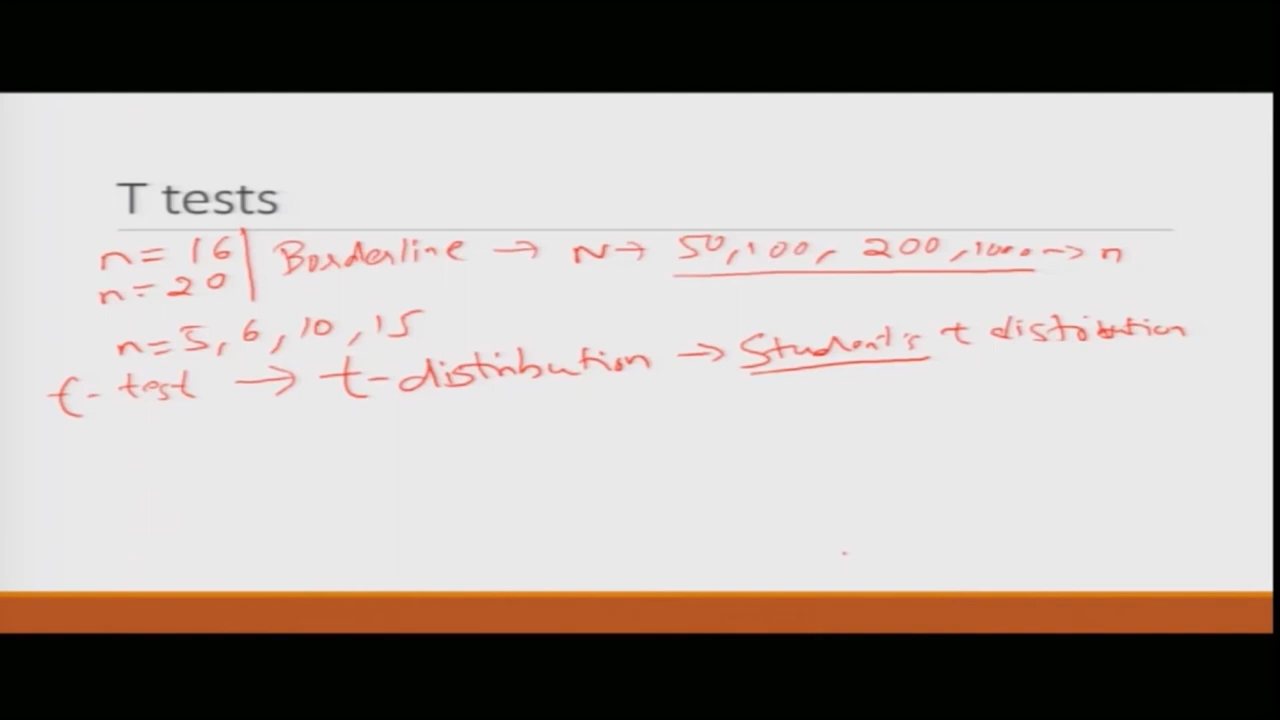 T tests
n = 16 | Borderline → N → 50, 100, 200, 1000 → n
n = 20
n = 5, 6, 10, 15
t - test → t - distribution → Student's t distribution